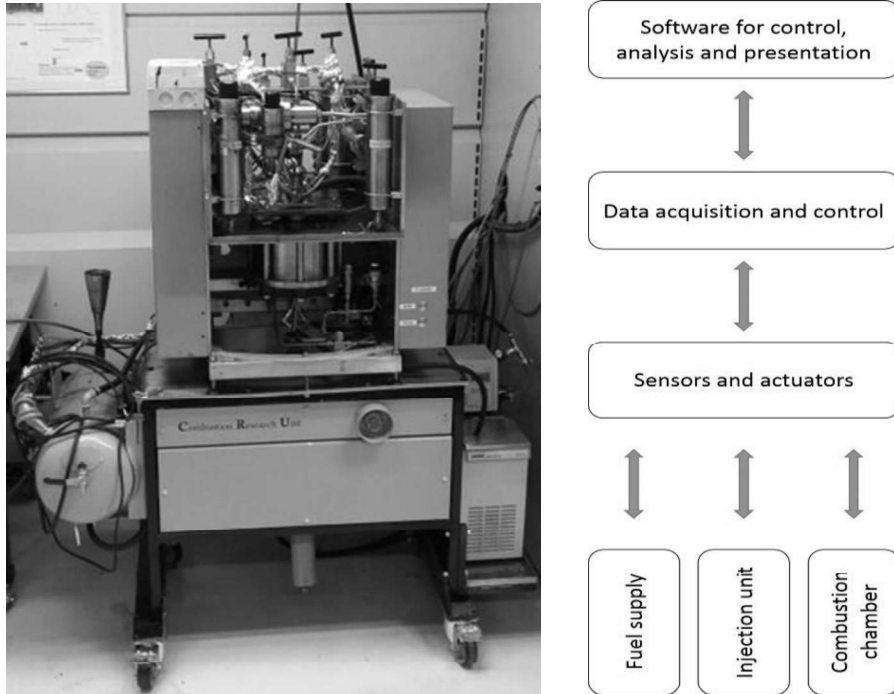 Combustion Research Unit
Software for control,
analysis and presentation
Data acquisition and control
Sensors and actuators
Fuel supply
Injection unit
Combustion
chamber